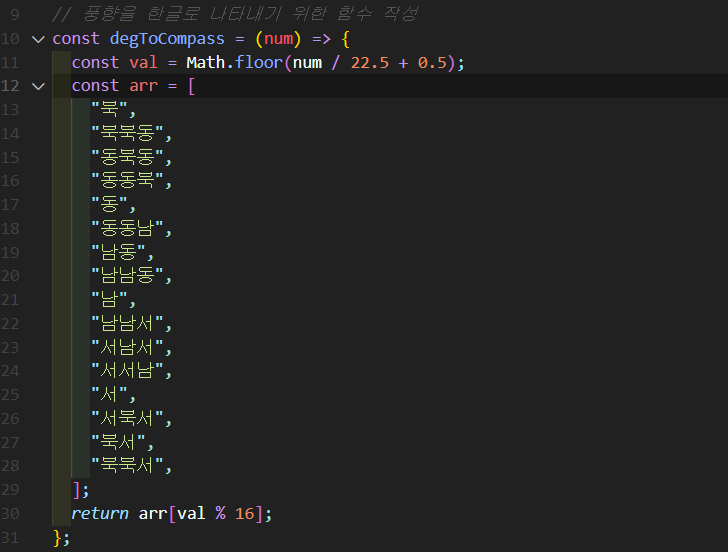 9 // 풍향을 한글로 나타내기 위한 함수 작성
10 const degToCompass = (num) => {
11 const val = Math.floor(num / 22.5 + 0.5);
12 const arr = [
13 "북",
14 "북북동",
15 "동북동",
16 "동동북",
17 "동",
18 "동동남",
19 "남동",
20 "남남동",
21 "남",
22 "남남서",
23 "서남서",
24 "서서남",
25 "서",
26 "서북서",
27 "북서",
28 "북북서",
29 ];
30 return arr[val % 16];
31 };